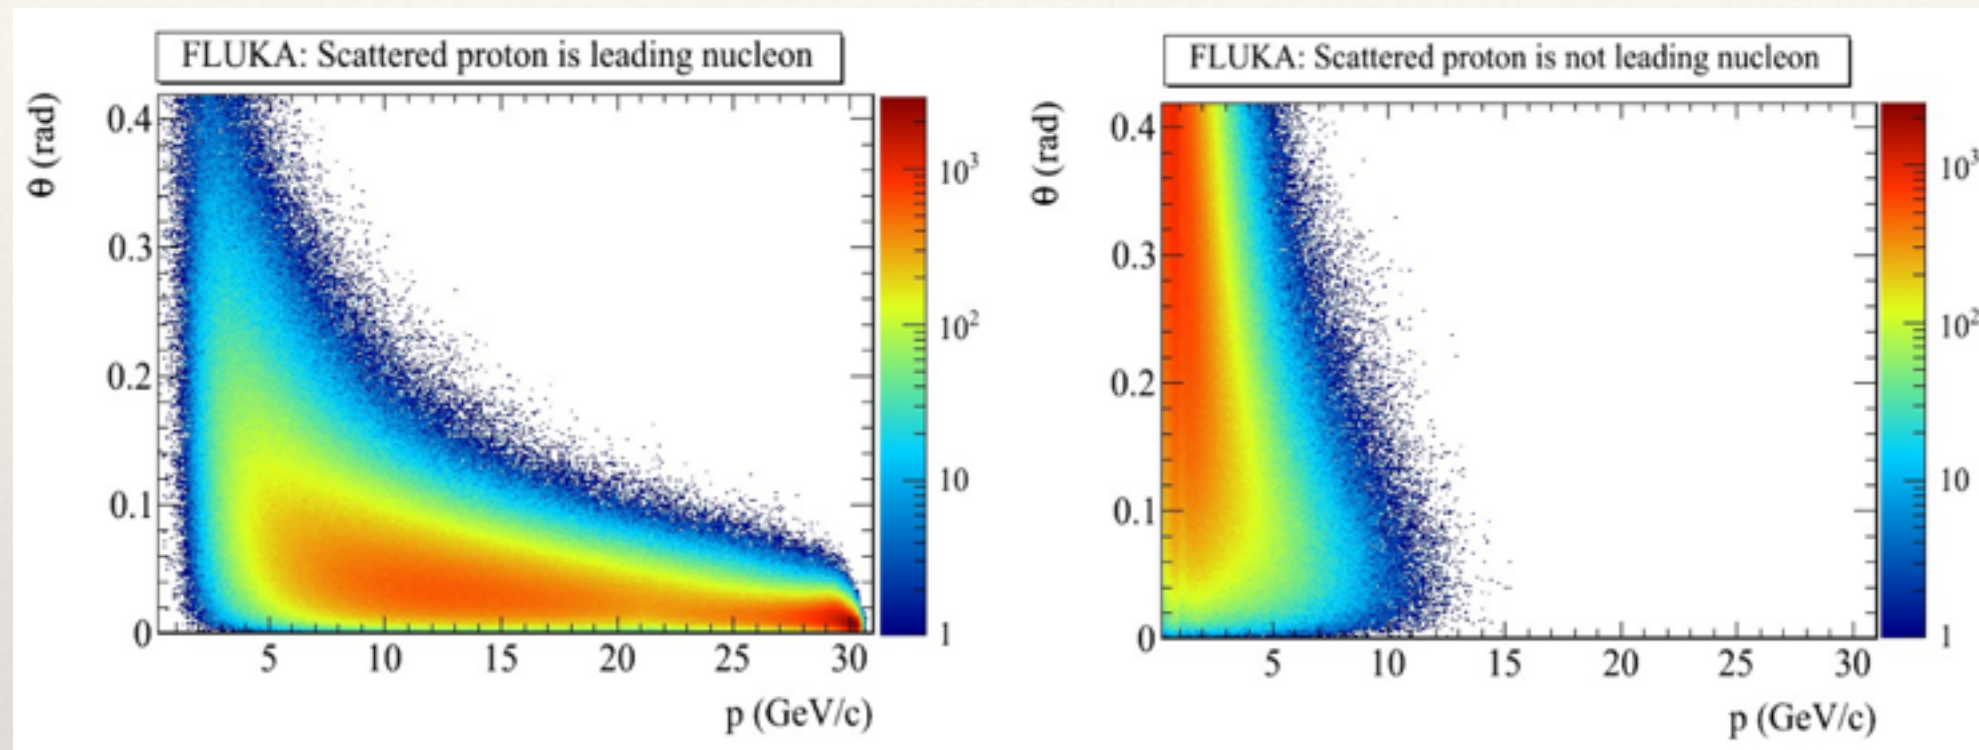 FLUKA: Scattered proton is leading nucleon
θ (rad)
0.4
0.3
0.2
0.1
0
5 10 15 20 25 30
p (GeV/c)
10³
10²
10
1
FLUKA: Scattered proton is not leading nucleon
θ (rad)
0.4
0.3
0.2
0.1
0
5 10 15 20 25 30
p (GeV/c)
10³
10²
10
1